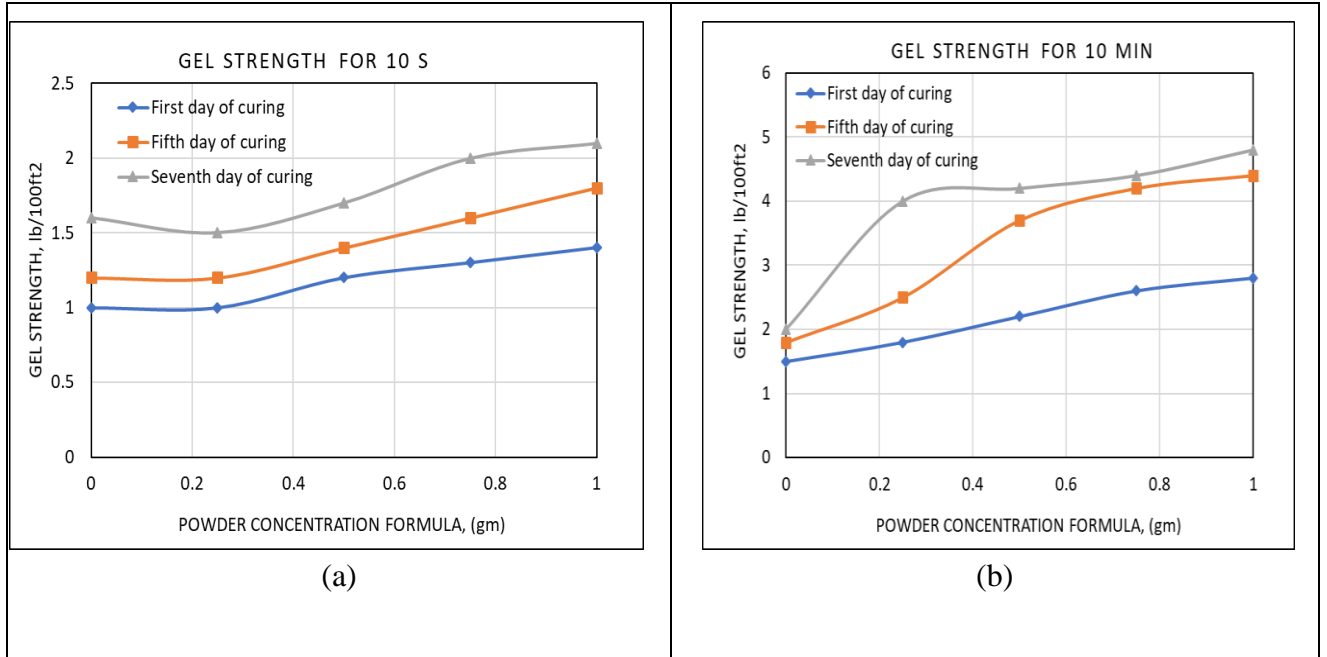 GEL STRENGTH FOR 10 S
2.5
2
1.5
1
0.5
0
First day of curing
Fifth day of curing
Seventh day of curing
GEL STRENGTH, lb/100ft2
0 0.2 0.4 0.6 0.8 1
POWDER CONCENTRATION FORMULA, (gm)
(a)
GEL STRENGTH FOR 10 MIN
6
5
4
3
2
1
0
First day of curing
Fifth day of curing
Seventh day of curing
GEL STRENGTH, lb/100ft2
0 0.2 0.4 0.6 0.8 1
POWDER CONCENTRATION FORMULA, (gm)
(b)